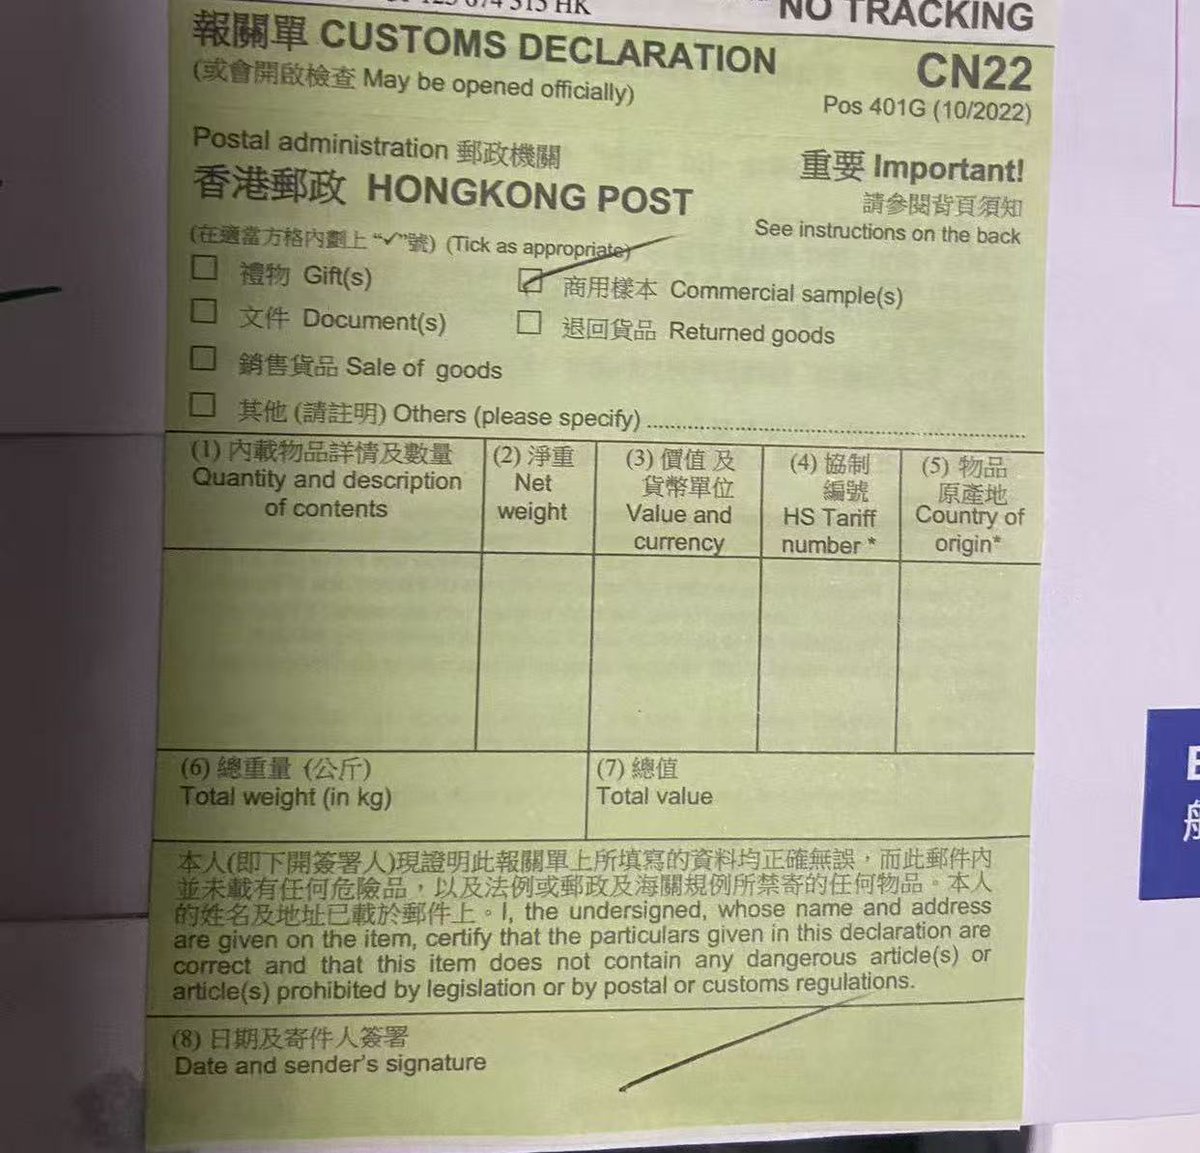 HK
NO TRACKING
報關單 CUSTOMS DECLARATION
CN22
(或會開啟檢查 May be opened officially)
Pos 401G (10/2022)
Postal administration 郵政機關
香港郵政 HONGKONG POST
重要 Important!
請參閱背頁須知
See instructions on the back
(在適當方格內劃上 “✓”號) (Tick as appropriate)
禮物 Gift(s)
商用樣本 Commercial sample(s)
文件 Document(s)
退回貨品 Returned goods
銷售貨品 Sale of goods
其他 (請註明) Others (please specify)
(1) 內載物品詳情及數量
Quantity and description
of contents
(2) 淨重
Net
weight
(3) 價值 及
貨幣單位
Value and
currency
(4) 協制
編號
HS Tariff
number *
(5) 物品
原產地
Country of
origin*
(6) 總重量 (公斤)
Total weight (in kg)
(7) 總值
Total value
本人(即下開簽署人)現證明此報關單上所填寫的資料均正確無誤，而此郵件內
並未載有任何危險品，以及法例或郵政及海關規例所禁寄的任何物品。本人
的姓名及地址已載於郵件上。I, the undersigned, whose name and address
are given on the item, certify that the particulars given in this declaration are
correct and that this item does not contain any dangerous article(s) or
article(s) prohibited by legislation or by postal or customs regulations.
(8) 日期及寄件人簽署
Date and sender's signature